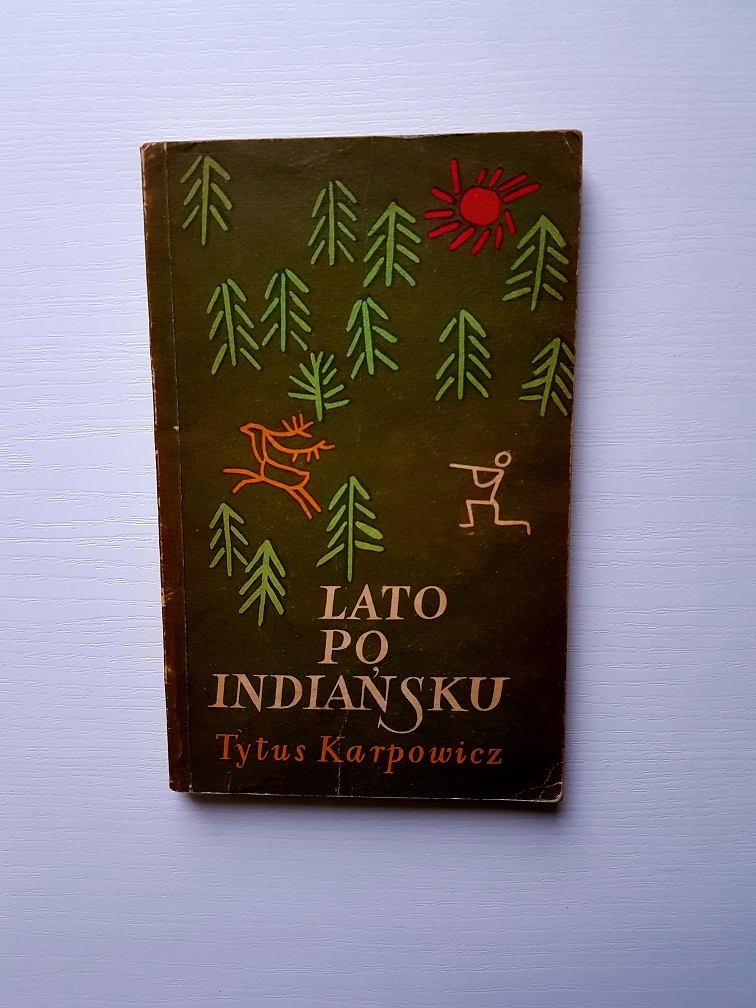 LATO
PO
INDIAŃSKU
Tytus Karpowicz